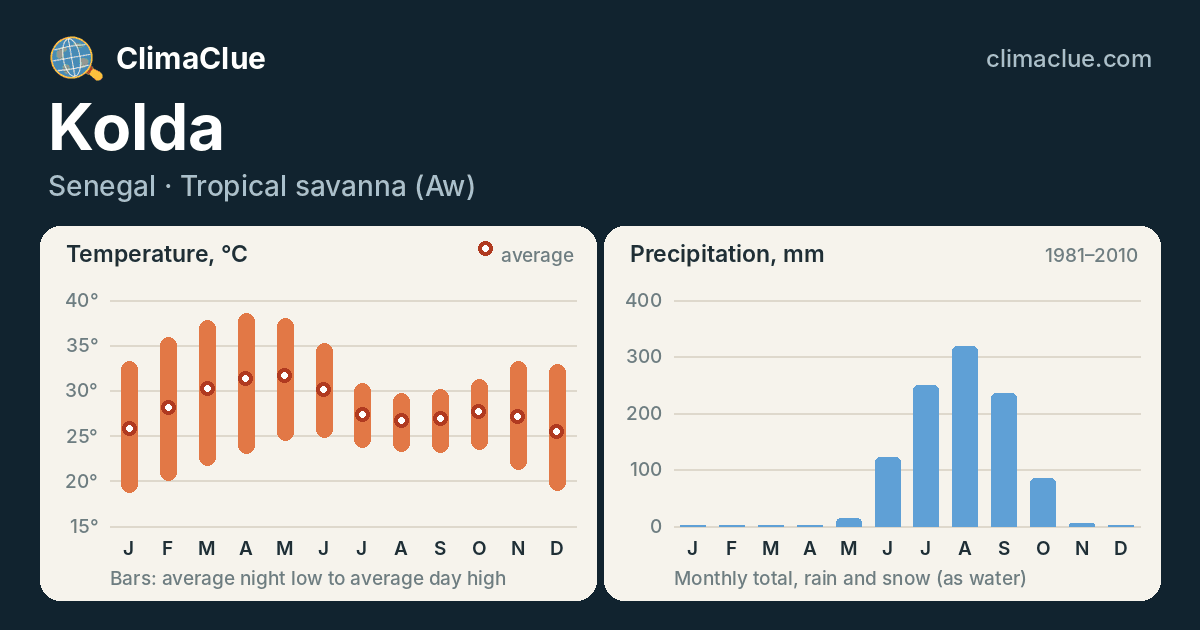 ClimaClue
climaclue.com
Kolda
Senegal · Tropical savanna (Aw)
Temperature, °C
average
40°
35°
30°
25°
20°
15°
J F M A M J J A S O N D
Bars: average night low to average day high
Precipitation, mm
1981–2010
400
300
200
100
0
J F M A M J J A S O N D
Monthly total, rain and snow (as water)